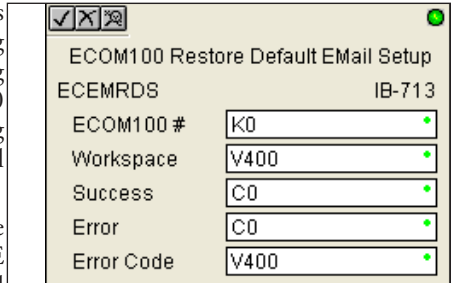 ECOM100 Restore Default EMail Setup
ECEMRDS IB-713
ECOM100 # K0
Workspace V400
Success C0
Error C0
Error Code V400